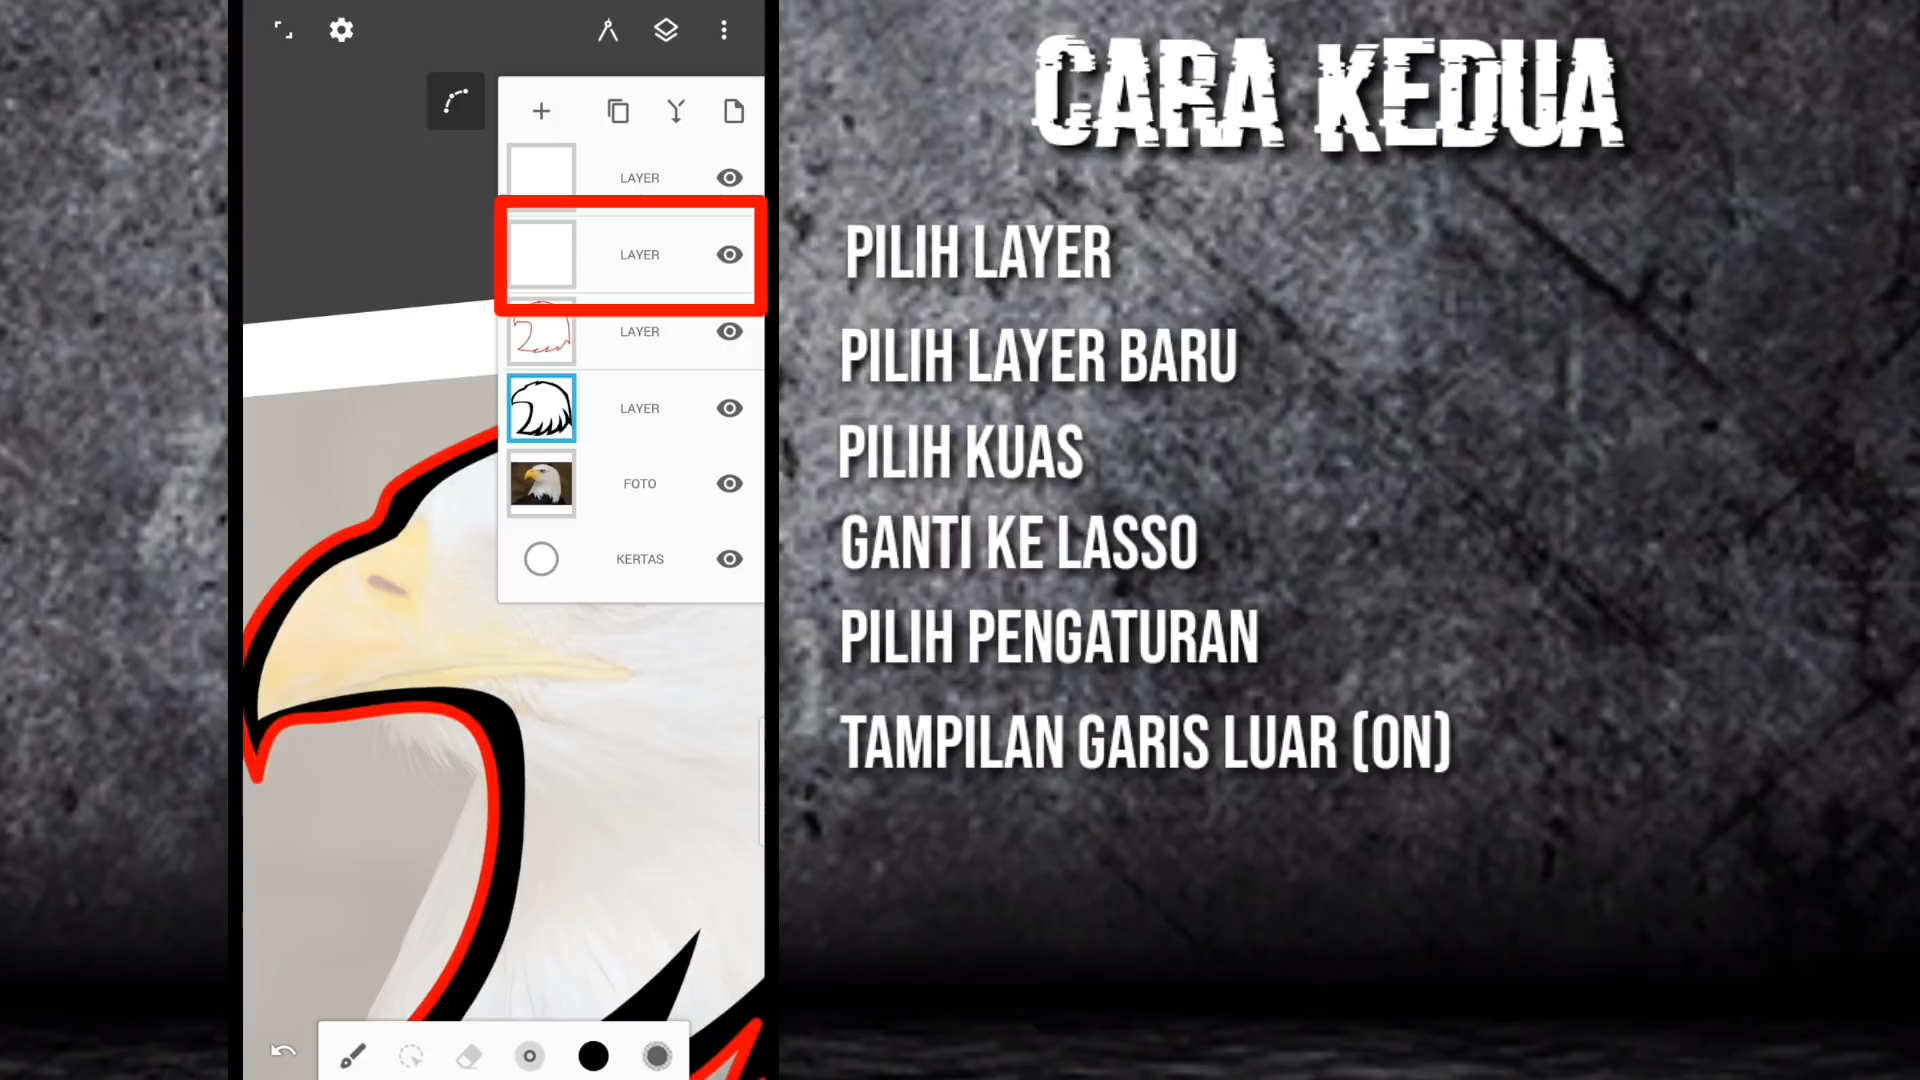 CARA KEDUA
LAYER
LAYER
LAYER
LAYER
FOTO
KERTAS
PILIH LAYER
PILIH LAYER BARU
PILIH KUAS
GANTI KE LASSO
PILIH PENGATURAN
TAMPILAN GARIS LUAR (ON)